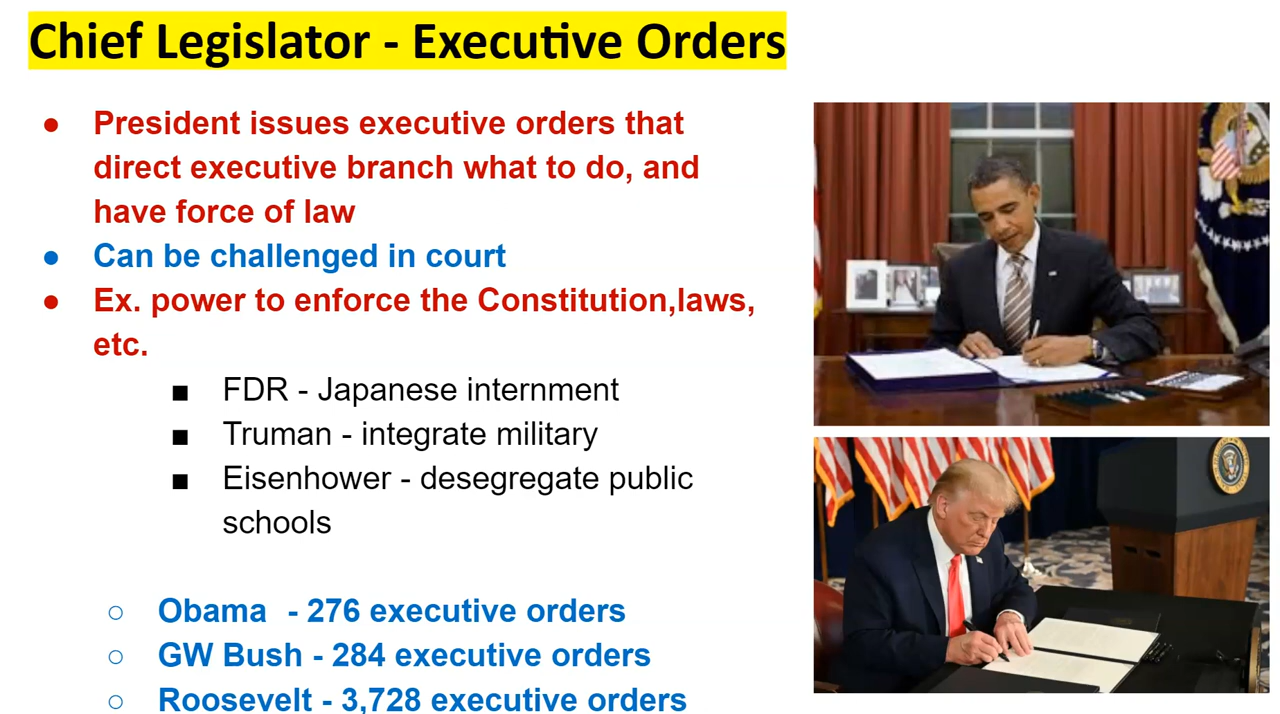 Chief Legislator - Executive Orders
● President issues executive orders that
direct executive branch what to do, and
have force of law
● Can be challenged in court
● Ex. power to enforce the Constitution,laws,
etc.
■ FDR - Japanese internment
■ Truman - integrate military
■ Eisenhower - desegregate public
schools
○ Obama - 276 executive orders
○ GW Bush - 284 executive orders
○ Roosevelt - 3,728 executive orders